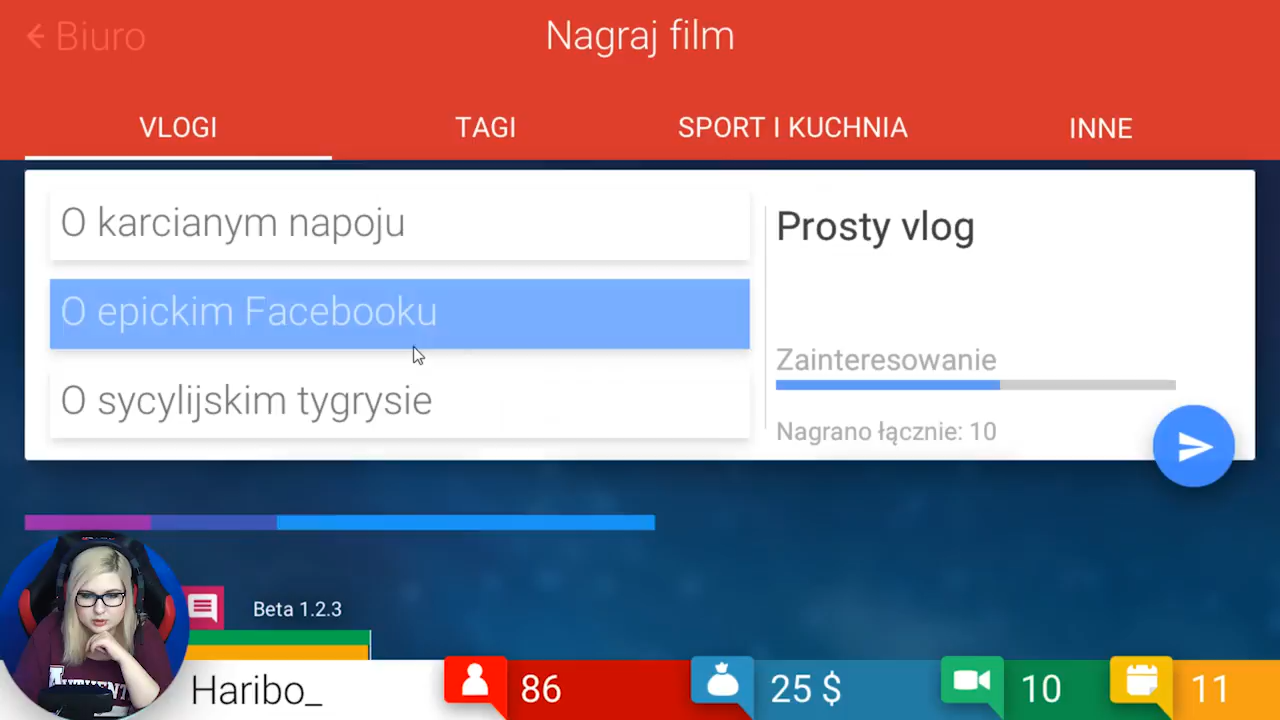 Biuro
Nagraj film
VLOGI
TAGI
SPORT I KUCHNIA
INNE
O karcianym napoju
O epickim Facebooku
O sycylijskim tygrysie
Prosty vlog
Zainteresowanie
Nagrano łącznie: 10
Beta 1.2.3
Haribo_
86
25 $
10
11